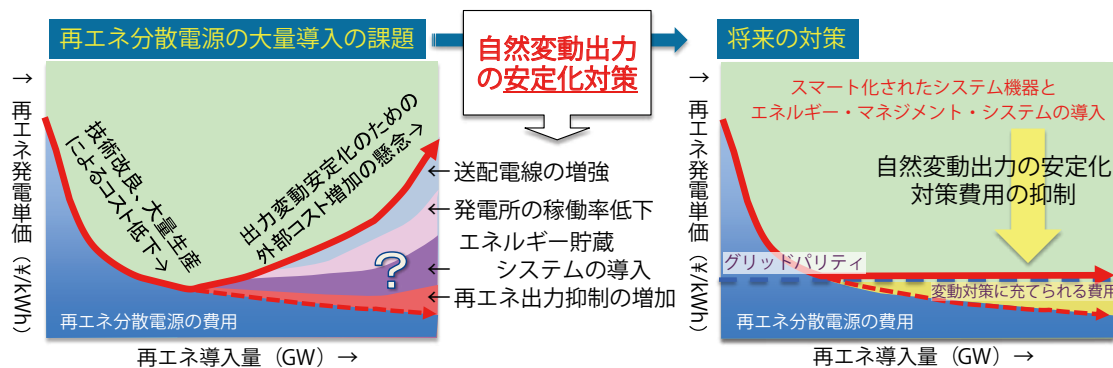 再エネ分散電源の大量導入の課題
自然変動出力
の安定化対策
将来の対策
→ 再エネ発電単価（¥/kWh）
技術改良、大量生産
によるコスト低下→
出力変動安定化のための
外部コスト増加の懸念→
←送配電線の増強
←発電所の稼働率低下
エネルギー貯蔵
←システムの導入
←再エネ出力抑制の増加
?
再エネ分散電源の費用
再エネ導入量（GW）→
→ 再エネ発電単価（¥/kWh）
スマート化されたシステム機器と
エネルギー・マネジメント・システムの導入
自然変動出力の安定化
対策費用の抑制
グリッドパリティ
変動対策に充てられる費用
再エネ分散電源の費用
再エネ導入量（GW）→